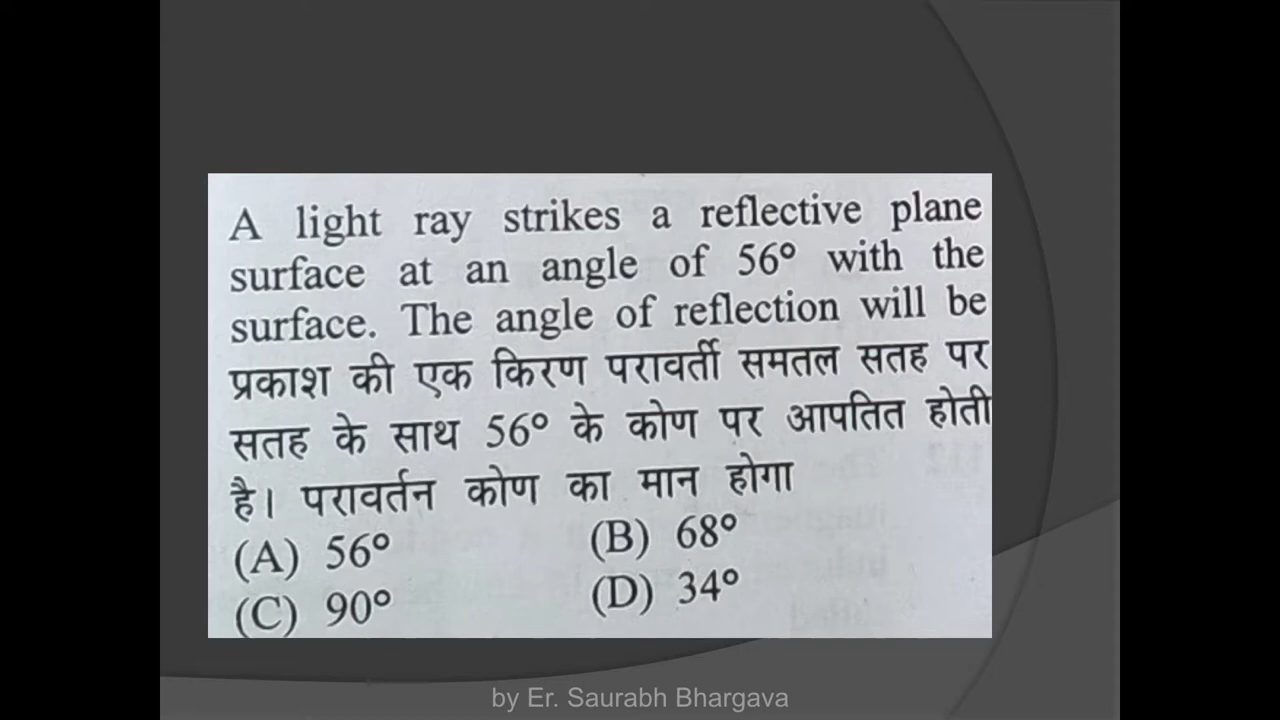 A light ray strikes a reflective plane
surface at an angle of 56° with the
surface. The angle of reflection will be
प्रकाश की एक किरण परावर्ती समतल सतह पर
सतह के साथ 56° के कोण पर आपतित होती
है। परावर्तन कोण का मान होगा
(A) 56° (B) 68°
(C) 90° (D) 34°
by Er. Saurabh Bhargava